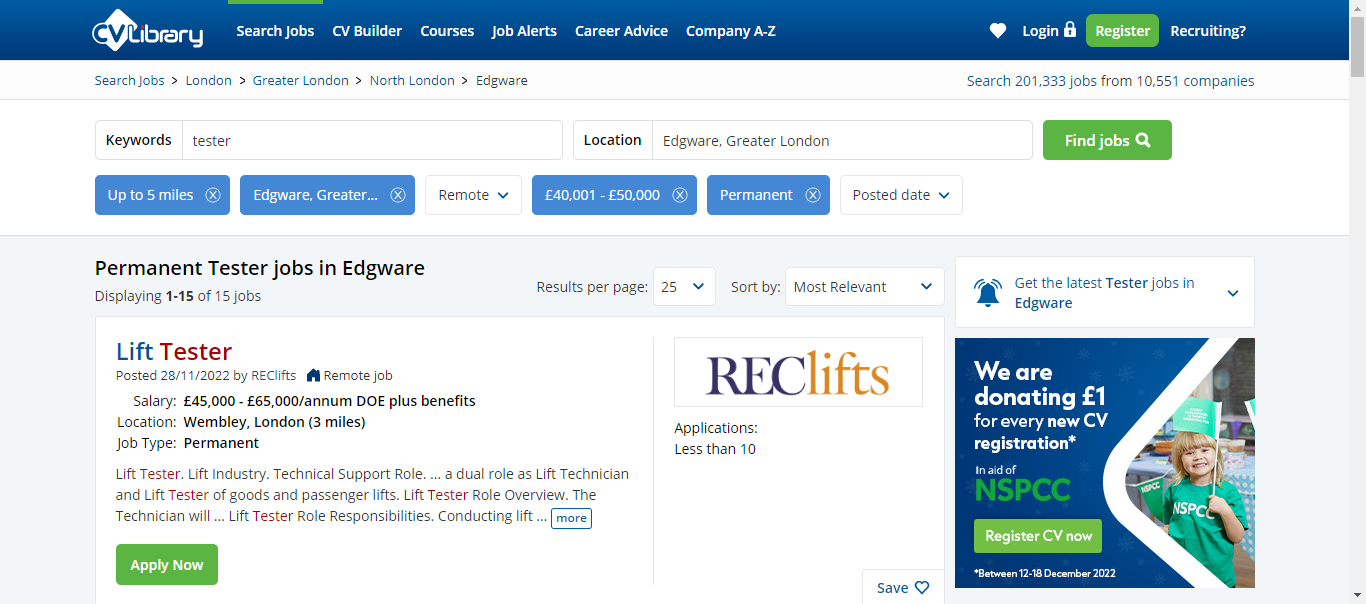 CVLibrary
Search Jobs CV Builder Courses Job Alerts Career Advice Company A-Z Login Register Recruiting?
Search Jobs > London > Greater London > North London > Edgware
Search 201,333 jobs from 10,551 companies
Keywords tester Location Edgware, Greater London Find jobs
Up to 5 miles Edgware, Greater... Remote £40,001 - £50,000 Permanent Posted date
Permanent Tester jobs in Edgware
Displaying 1-15 of 15 jobs
Results per page: 25 Sort by: Most Relevant
Lift Tester
Posted 28/11/2022 by REClifts Remote job
Salary: £45,000 - £65,000/annum DOE plus benefits
Location: Wembley, London (3 miles)
Job Type: Permanent
Lift Tester. Lift Industry. Technical Support Role. ... a dual role as Lift Technician
and Lift Tester of goods and passenger lifts. Lift Tester Role Overview. The
Technician will ... Lift Tester Role Responsibilities. Conducting lift ... more
Apply Now
REClifts
Applications:
Less than 10
Save
Get the latest Tester jobs in
Edgware
We are
donating £1
for every new CV
registration*
In aid of
NSPCC
Register CV now
*Between 12-18 December 2022
NSPCC
NSPCC